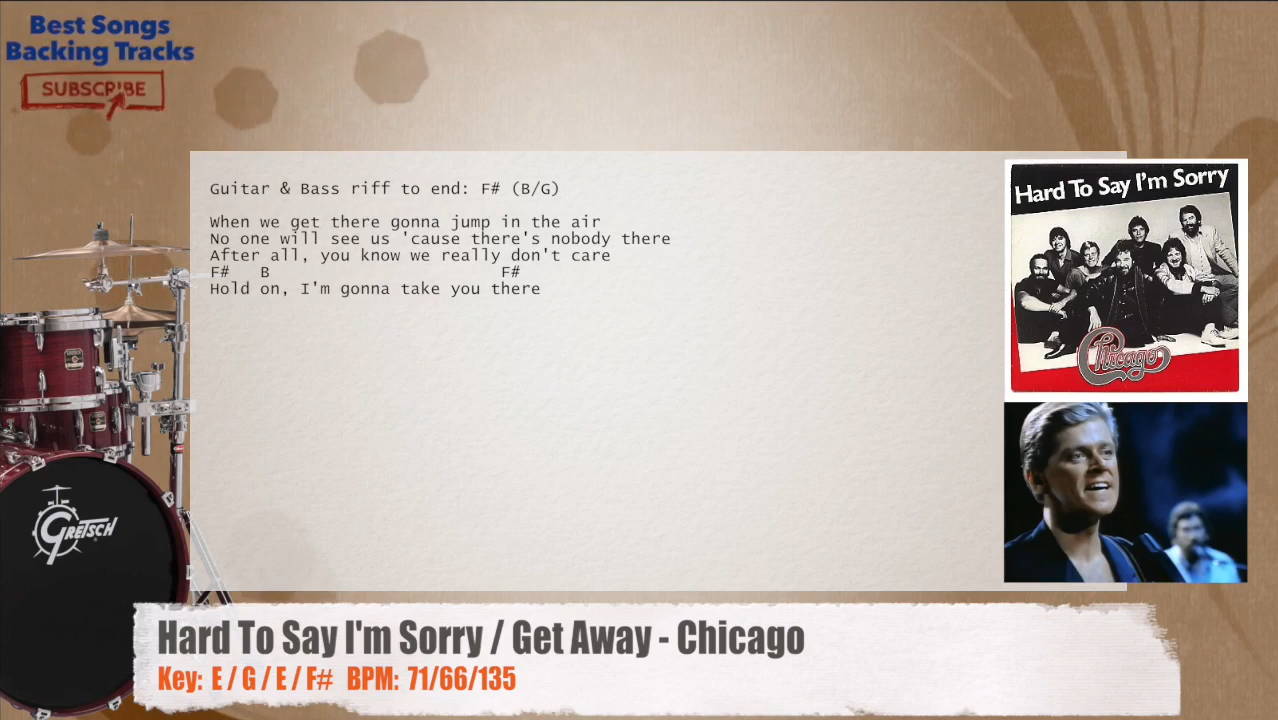 Best Songs
Backing Tracks
SUBSCRIBE
Guitar & Bass riff to end: F# (B/G)
When we get there gonna jump in the air
No one will see us 'cause there's nobody there
After all, you know we really don't care
F#   B                       F#
Hold on, I'm gonna take you there
Hard To Say I'm Sorry
Chicago
GRETSCH
Hard To Say I'm Sorry / Get Away - Chicago
Key: E / G / E / F#  BPM: 71/66/135